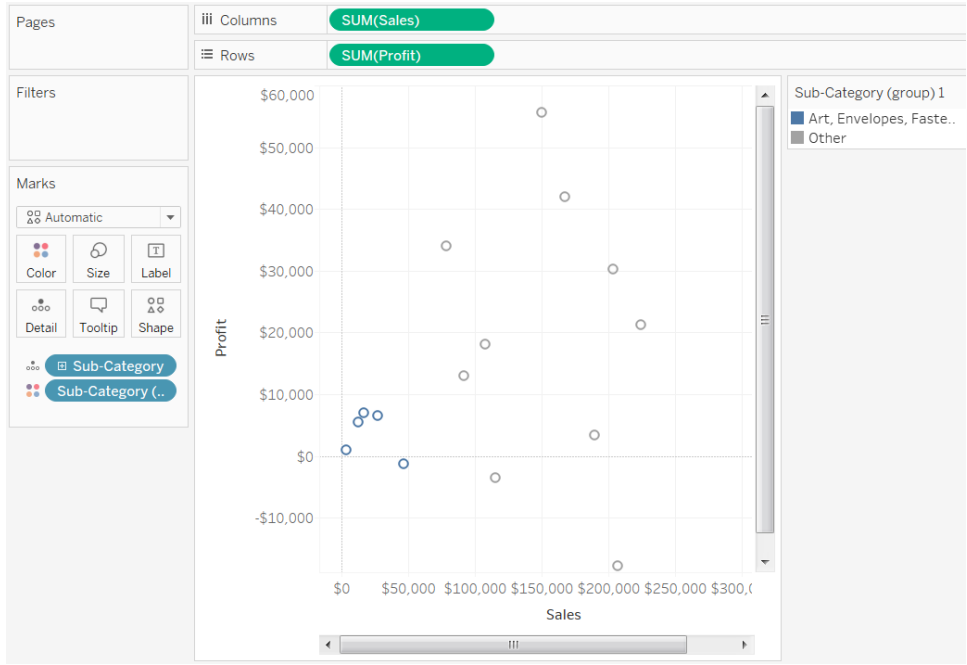 Pages
Columns
SUM(Sales)
Rows
SUM(Profit)
Filters
Marks
Automatic
Color
Size
Label
Detail
Tooltip
Shape
Sub-Category
Sub-Category (..
$60,000
$50,000
$40,000
$30,000
$20,000
$10,000
$0
-$10,000
Profit
$0
$50,000
$100,000
$150,000
$200,000
$250,000
$300,(
Sales
Sub-Category (group) 1
Art, Envelopes, Faste..
Other